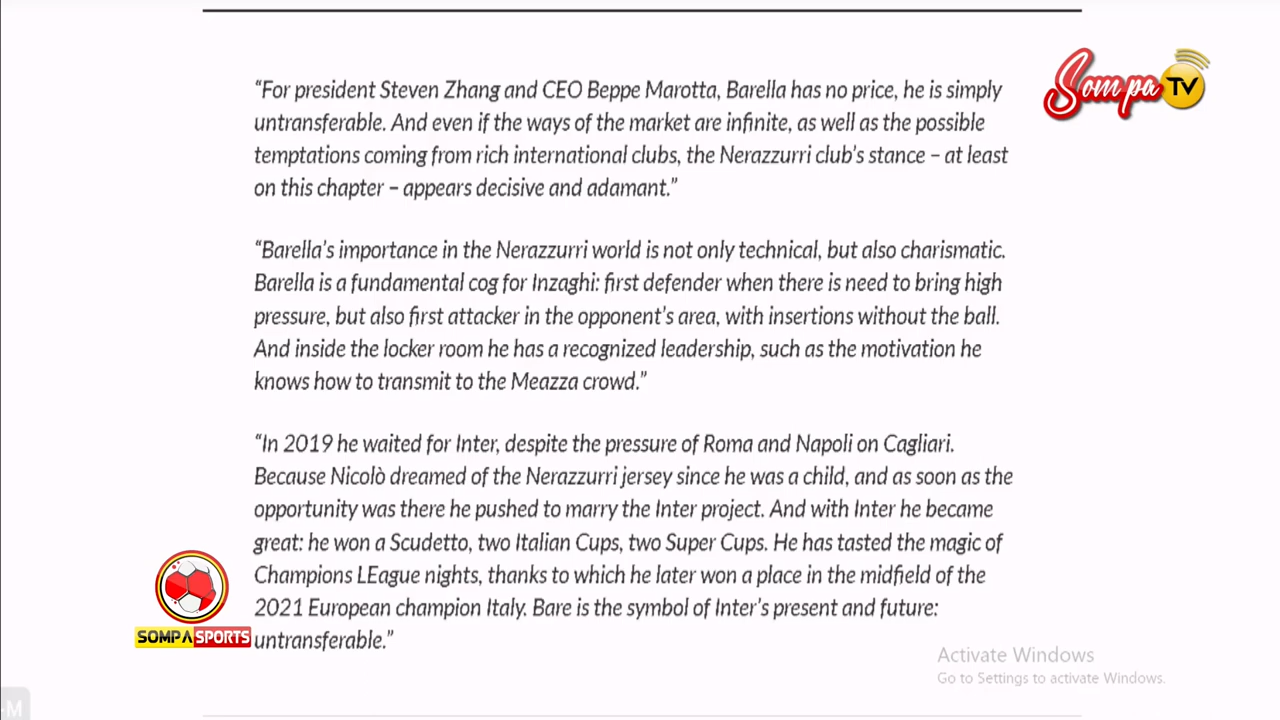 “For president Steven Zhang and CEO Beppe Marotta, Barella has no price, he is simply
untransferable. And even if the ways of the market are infinite, as well as the possible
temptations coming from rich international clubs, the Nerazzurri club’s stance – at least
on this chapter – appears decisive and adamant.”
“Barella’s importance in the Nerazzurri world is not only technical, but also charismatic.
Barella is a fundamental cog for Inzaghi: first defender when there is need to bring high
pressure, but also first attacker in the opponent’s area, with insertions without the ball.
And inside the locker room he has a recognized leadership, such as the motivation he
knows how to transmit to the Meazza crowd.”
“In 2019 he waited for Inter, despite the pressure of Roma and Napoli on Cagliari.
Because Nicolò dreamed of the Nerazzurri jersey since he was a child, and as soon as the
opportunity was there he pushed to marry the Inter project. And with Inter he became
great: he won a Scudetto, two Italian Cups, two Super Cups. He has tasted the magic of
Champions LEague nights, thanks to which he later won a place in the midfield of the
2021 European champion Italy. Bare is the symbol of Inter’s present and future:
untransferable.”
Sompa TV
SOMPA SPORTS
Activate Windows
Go to Settings to activate Windows.
-M